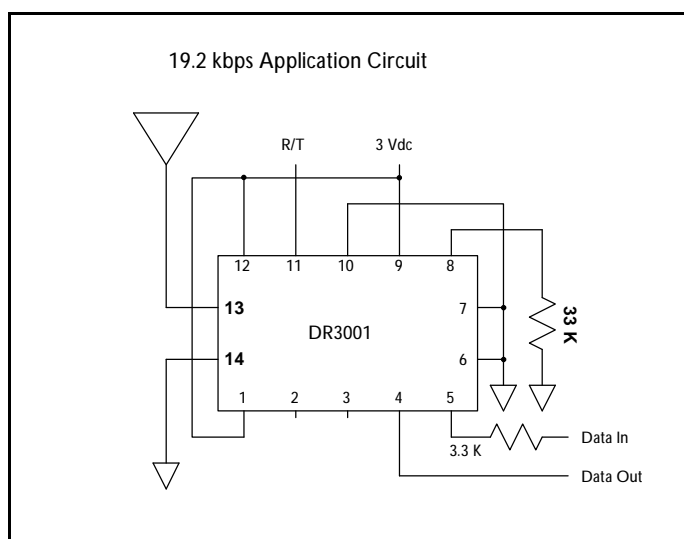 19.2 kbps Application Circuit
R/T
3 Vdc
12 11 10 9 8
13
7
33 K
DR3001
14
6
1 2 3 4 5
3.3 K
Data In
Data Out